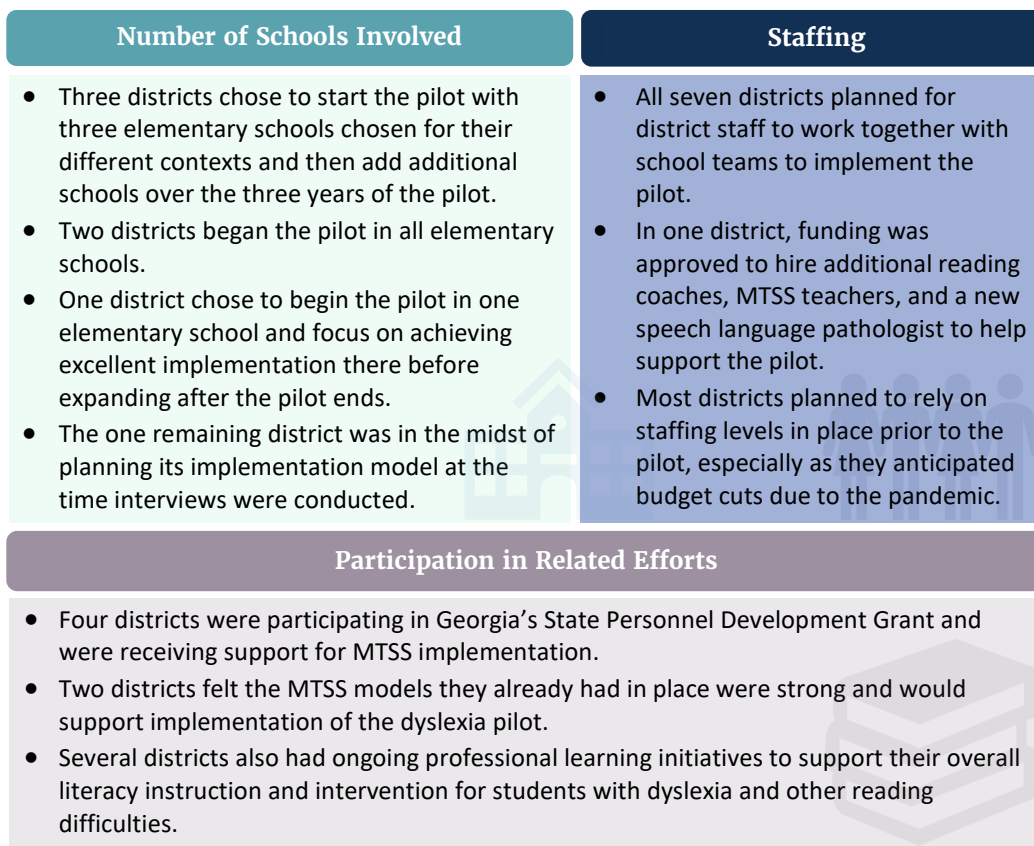 Number of Schools Involved
• Three districts chose to start the pilot with
three elementary schools chosen for their
different contexts and then add additional
schools over the three years of the pilot.
• Two districts began the pilot in all elementary
schools.
• One district chose to begin the pilot in one
elementary school and focus on achieving
excellent implementation there before
expanding after the pilot ends.
• The one remaining district was in the midst of
planning its implementation model at the
time interviews were conducted.
Staffing
• All seven districts planned for
district staff to work together with
school teams to implement the
pilot.
• In one district, funding was
approved to hire additional reading
coaches, MTSS teachers, and a new
speech language pathologist to help
support the pilot.
• Most districts planned to rely on
staffing levels in place prior to the
pilot, especially as they anticipated
budget cuts due to the pandemic.
Participation in Related Efforts
• Four districts were participating in Georgia’s State Personnel Development Grant and
were receiving support for MTSS implementation.
• Two districts felt the MTSS models they already had in place were strong and would
support implementation of the dyslexia pilot.
• Several districts also had ongoing professional learning initiatives to support their overall
literacy instruction and intervention for students with dyslexia and other reading
difficulties.